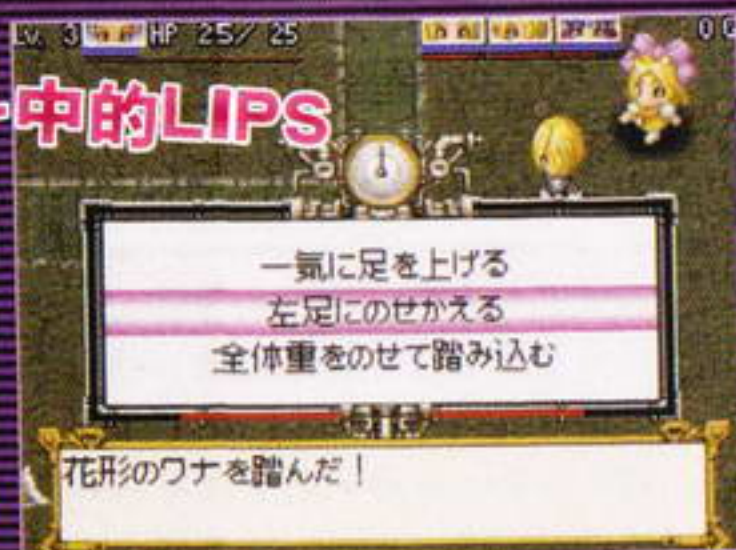 Lv. 3 HP 25/ 25
中的LIPS
一気に足を上げる
左足にのせかえる
全体重をのせて踏み込む
花形のワナを踏んだ！